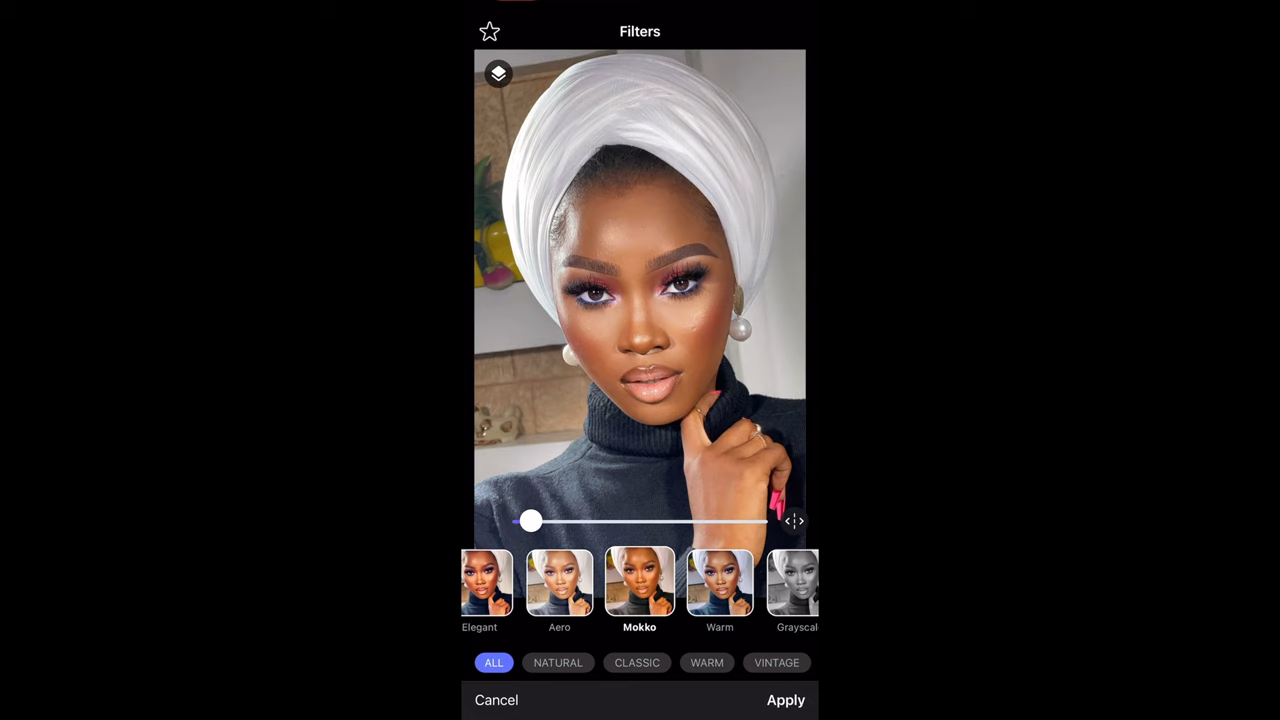 Filters
Elegant Aero Mokko Warm Grayscal
ALL NATURAL CLASSIC WARM VINTAGE
Cancel Apply